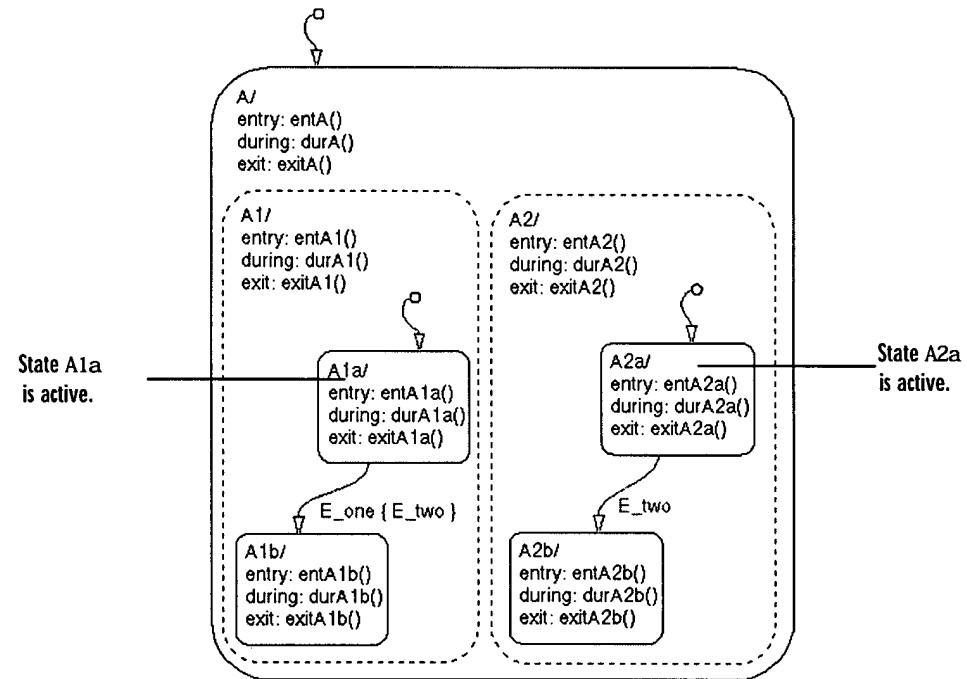 A/
entry: entA()
during: durA()
exit: exitA()
A1/
entry: entA1()
during: durA1()
exit: exitA1()
A2/
entry: entA2()
during: durA2()
exit: exitA2()
State A1a
is active.
A1a/
entry: entA1a()
during: durA1a()
exit: exitA1a()
A2a/
entry: entA2a()
during: durA2a()
exit: exitA2a()
State A2a
is active.
E_one { E_two }
E_two
A1b/
entry: entA1b()
during: durA1b()
exit: exitA1b()
A2b/
entry: entA2b()
during: durA2b()
exit: exitA2b()